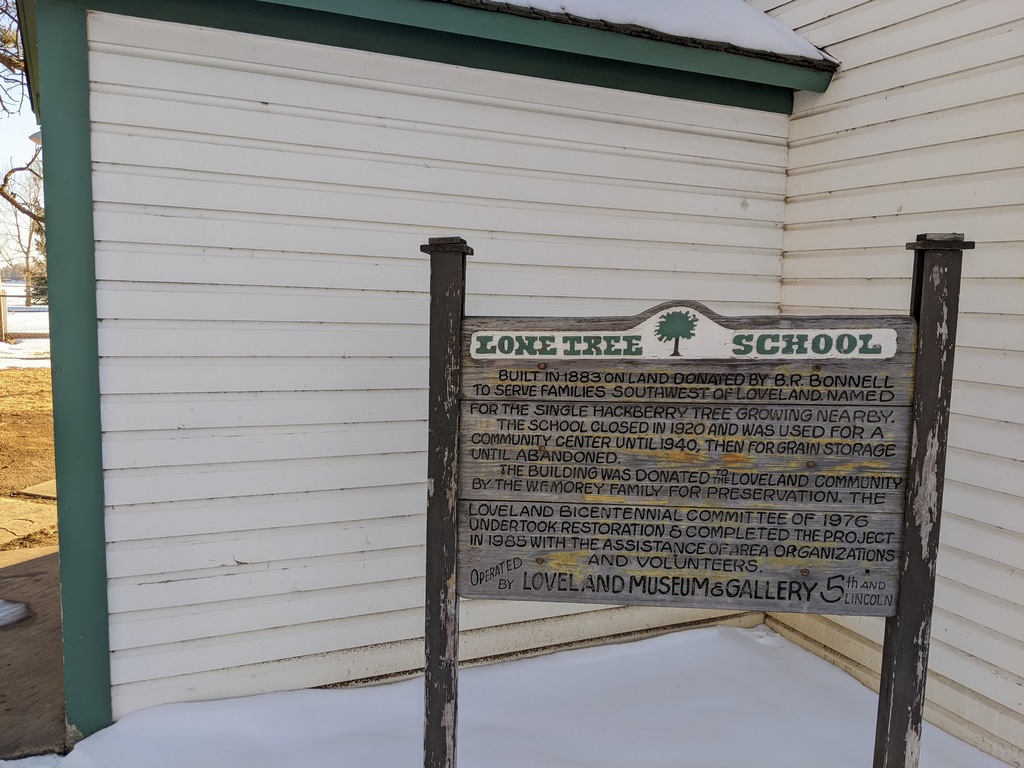 LONE TREE SCHOOL
BUILT IN 1883 ON LAND DONATED BY B.R. BONNELL
TO SERVE FAMILIES SOUTHWEST OF LOVELAND. NAMED
FOR THE SINGLE HACKBERRY TREE GROWING NEARBY.
THE SCHOOL CLOSED IN 1920 AND WAS USED FOR A
COMMUNITY CENTER UNTIL 1940, THEN FOR GRAIN STORAGE
UNTIL ABANDONED.
THE BUILDING WAS DONATED TO THE LOVELAND COMMUNITY
BY THE W.F. MOREY FAMILY FOR PRESERVATION. THE
LOVELAND BICENTENNIAL COMMITTEE OF 1976
UNDERTOOK RESTORATION & COMPLETED THE PROJECT
IN 1985 WITH THE ASSISTANCE OF AREA ORGANIZATIONS
AND VOLUNTEERS.
OPERATED BY LOVELAND MUSEUM & GALLERY 5th AND LINCOLN